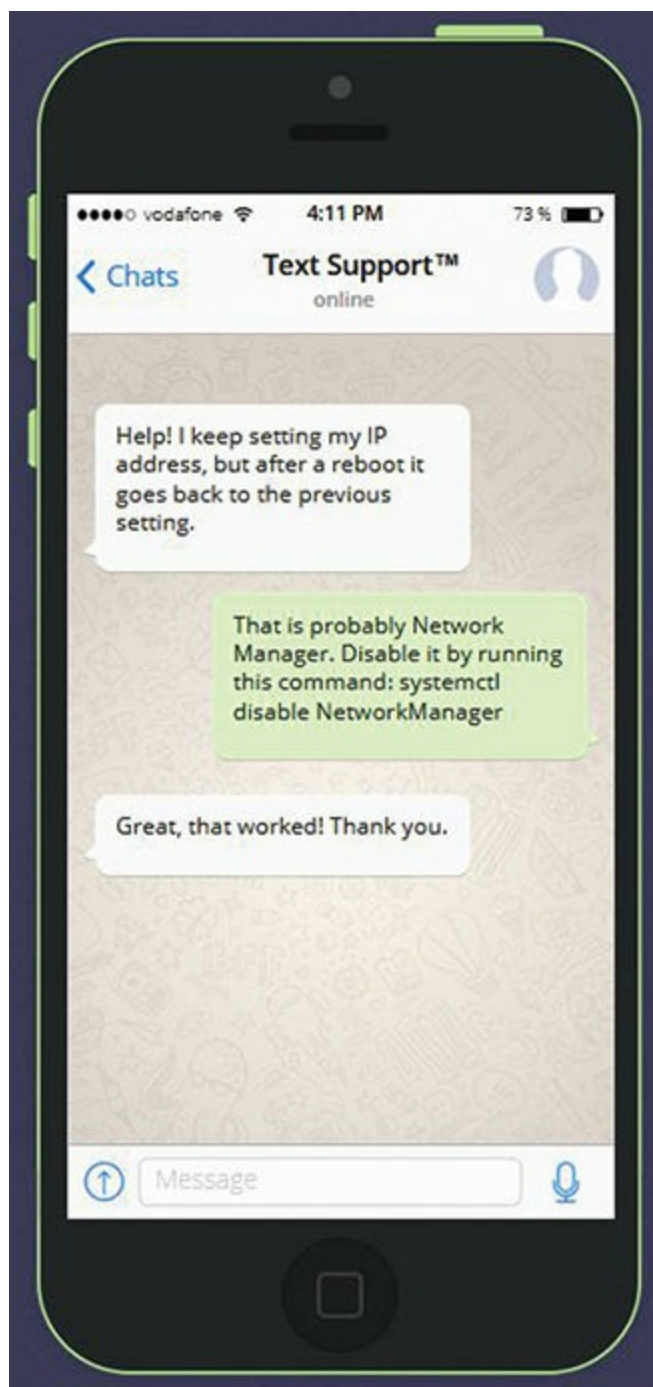 vodafone 4:11 PM 73 %
Chats Text Support™
online
Help! I keep setting my IP
address, but after a reboot it
goes back to the previous
setting.
That is probably Network
Manager. Disable it by running
this command: systemctl
disable NetworkManager
Great, that worked! Thank you.
Message